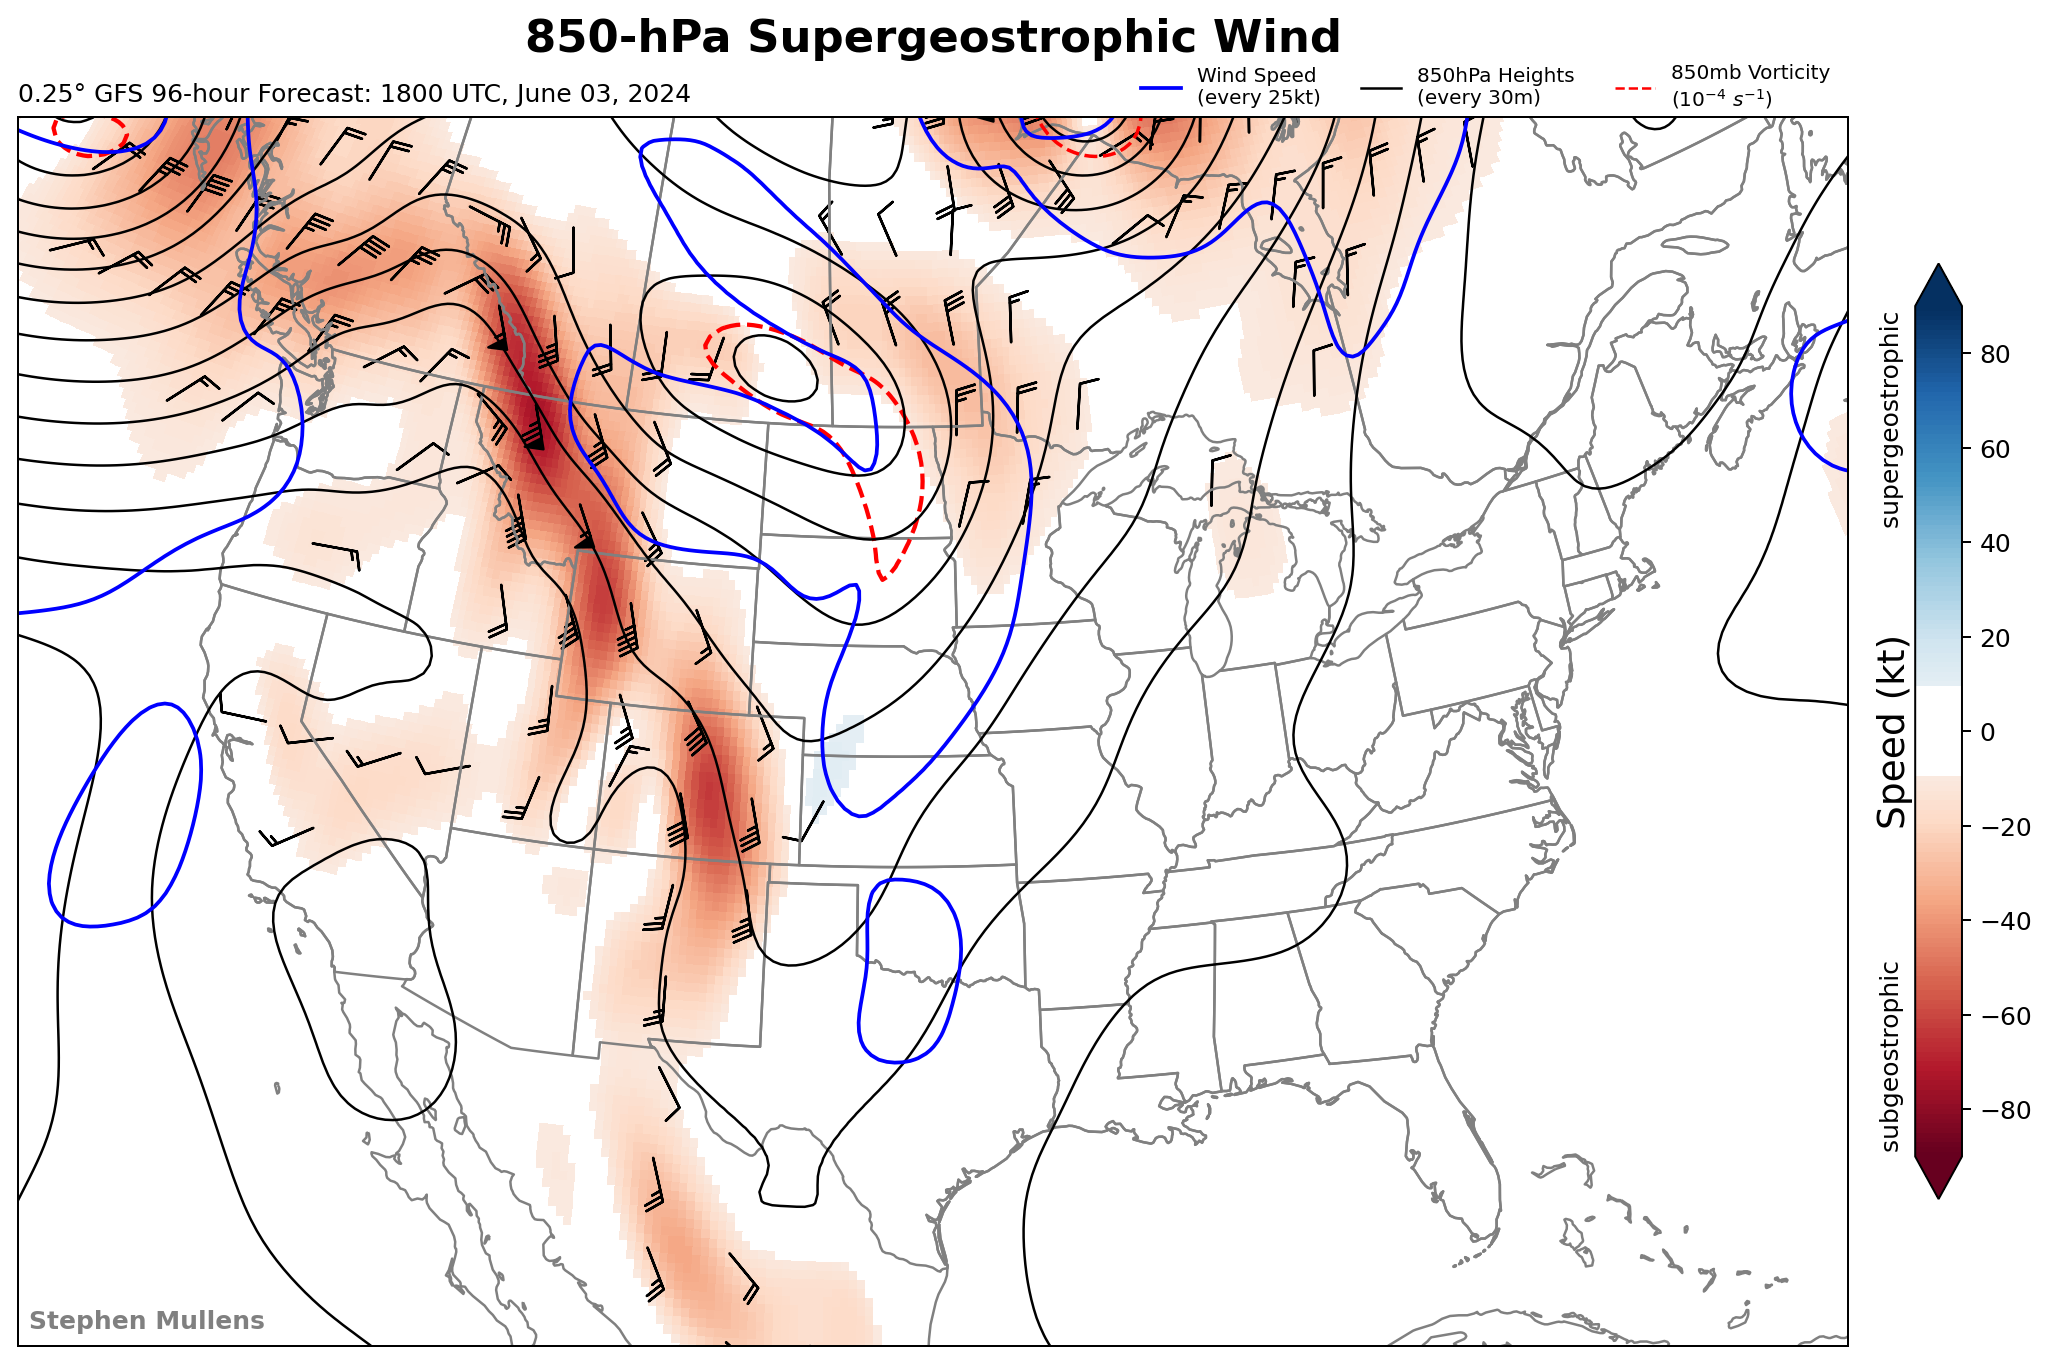 850-hPa Supergeostrophic Wind
0.25° GFS 96-hour Forecast: 1800 UTC, June 03, 2024
Wind Speed
(every 25kt)
850hPa Heights
(every 30m)
850mb Vorticity
(10⁻⁴ s⁻¹)
supergeostrophic
Speed (kt)
subgeostrophic
80
60
40
20
0
−20
−40
−60
−80
Stephen Mullens